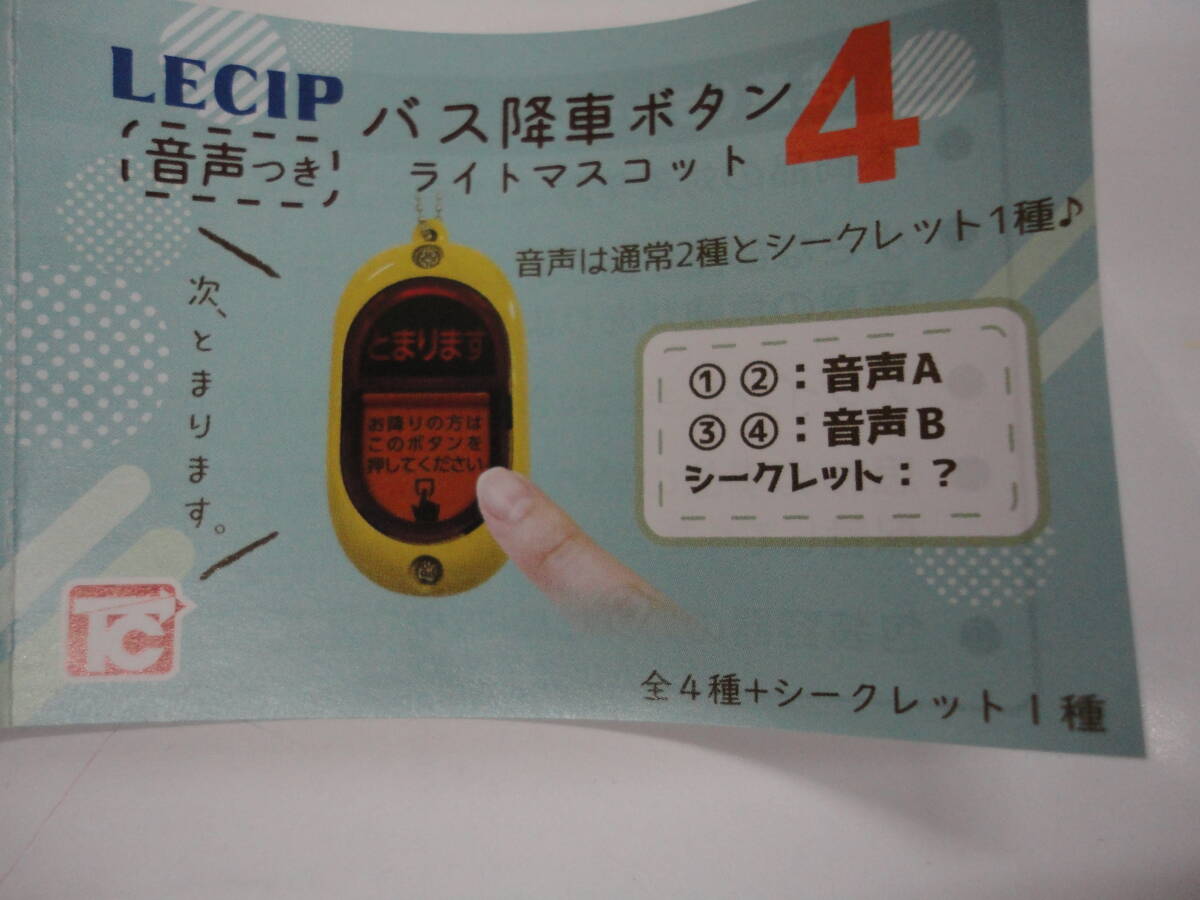 LECIP
音声つき
バス降車ボタン4
ライトマスコット
音声は通常2種とシークレット1種♪
次、とまります。
とまります
お降りの方は
このボタンを
押してください
①②：音声A
③④：音声B
シークレット：？
TC
全4種+シークレット1種